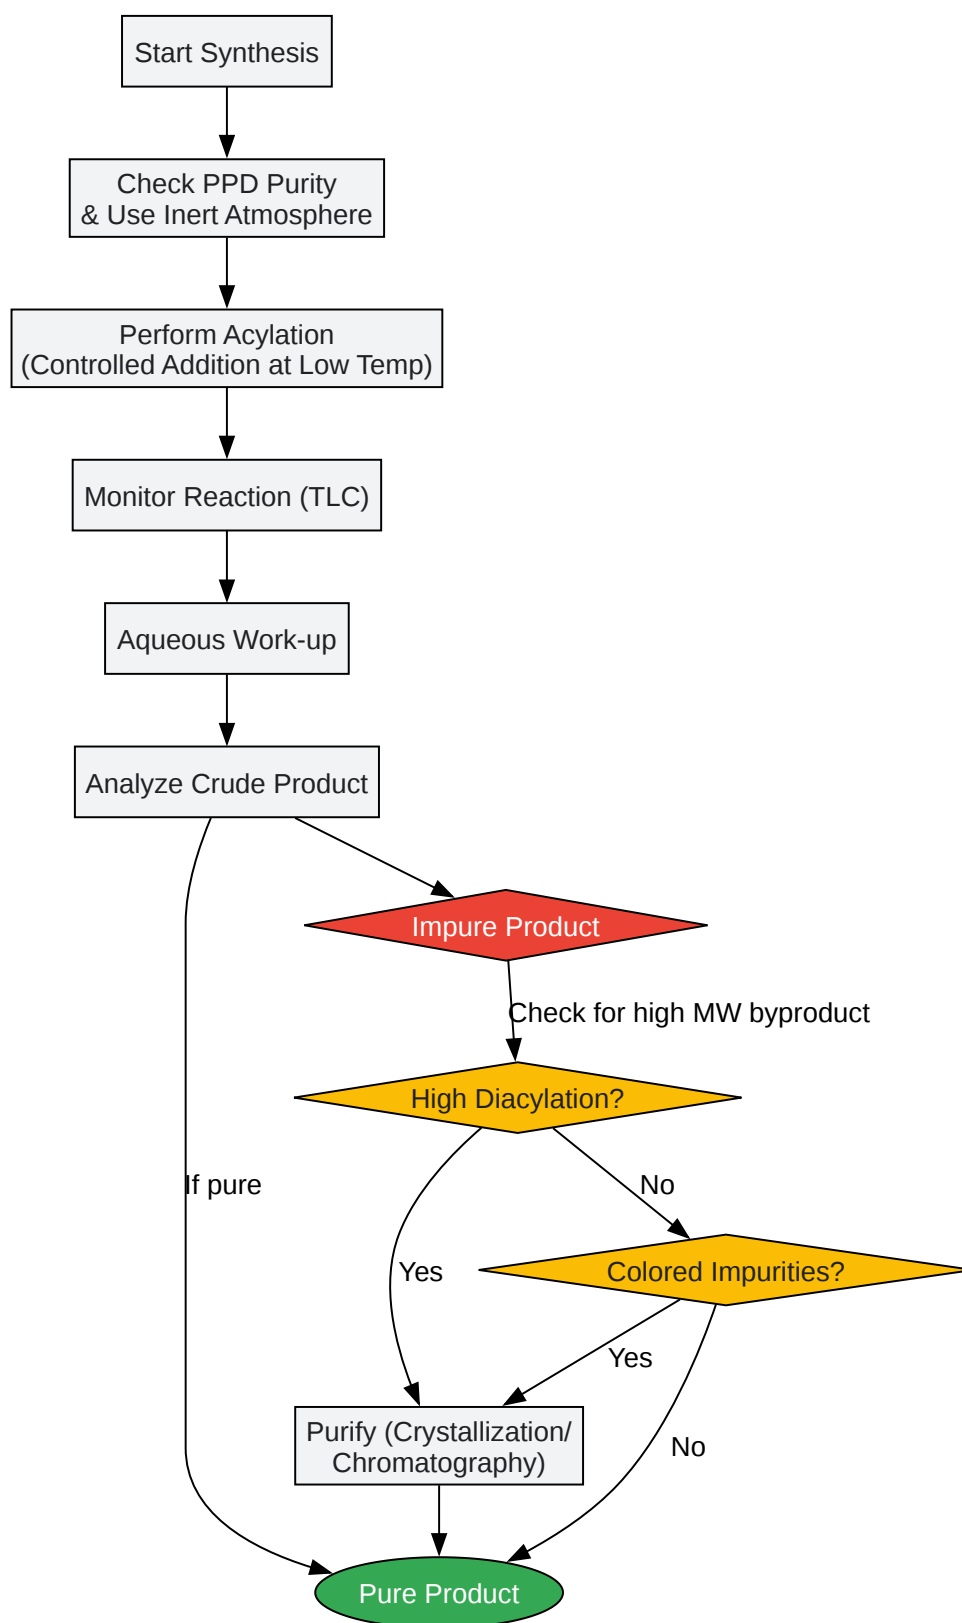 Start Synthesis
Check PPD Purity
& Use Inert Atmosphere
Perform Acylation
(Controlled Addition at Low Temp)
Monitor Reaction (TLC)
Aqueous Work-up
Analyze Crude Product
Impure Product
Check for high MW byproduct
High Diacylation?
If pure
No
Yes
Colored Impurities?
Yes
Purify (Crystallization/
Chromatography)
No
Pure Product